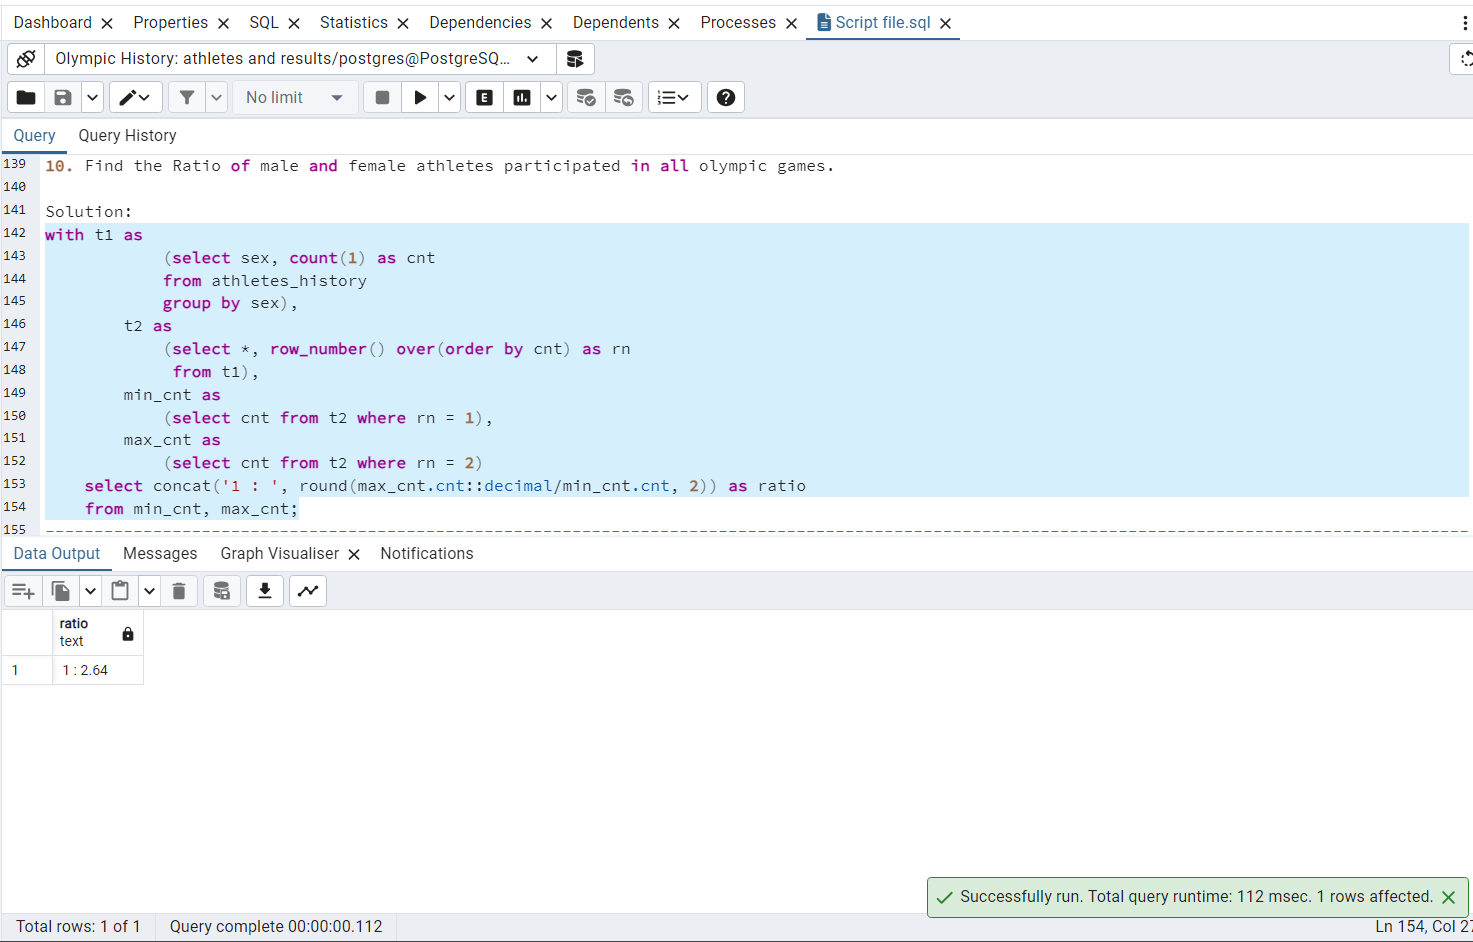 Dashboard Properties SQL Statistics Dependencies Dependents Processes Script file.sql
Olympic History: athletes and results/postgres@PostgreSQ...
No limit
E
Query Query History
139 10. Find the Ratio of male and female athletes participated in all olympic games.
140
141 Solution:
142 with t1 as
143 (select sex, count(1) as cnt
144 from athletes_history
145 group by sex),
146 t2 as
147 (select *, row_number() over(order by cnt) as rn
148 from t1),
149 min_cnt as
150 (select cnt from t2 where rn = 1),
151 max_cnt as
152 (select cnt from t2 where rn = 2)
153 select concat('1 : ', round(max_cnt.cnt::decimal/min_cnt.cnt, 2)) as ratio
154 from min_cnt, max_cnt;
155 ------------------------------------------------------------------------------------------------------------------------------------------------
Data Output Messages Graph Visualiser Notifications
ratio
text
1 1 : 2.64
Successfully run. Total query runtime: 112 msec. 1 rows affected.
Total rows: 1 of 1 Query complete 00:00:00.112 Ln 154, Col 27